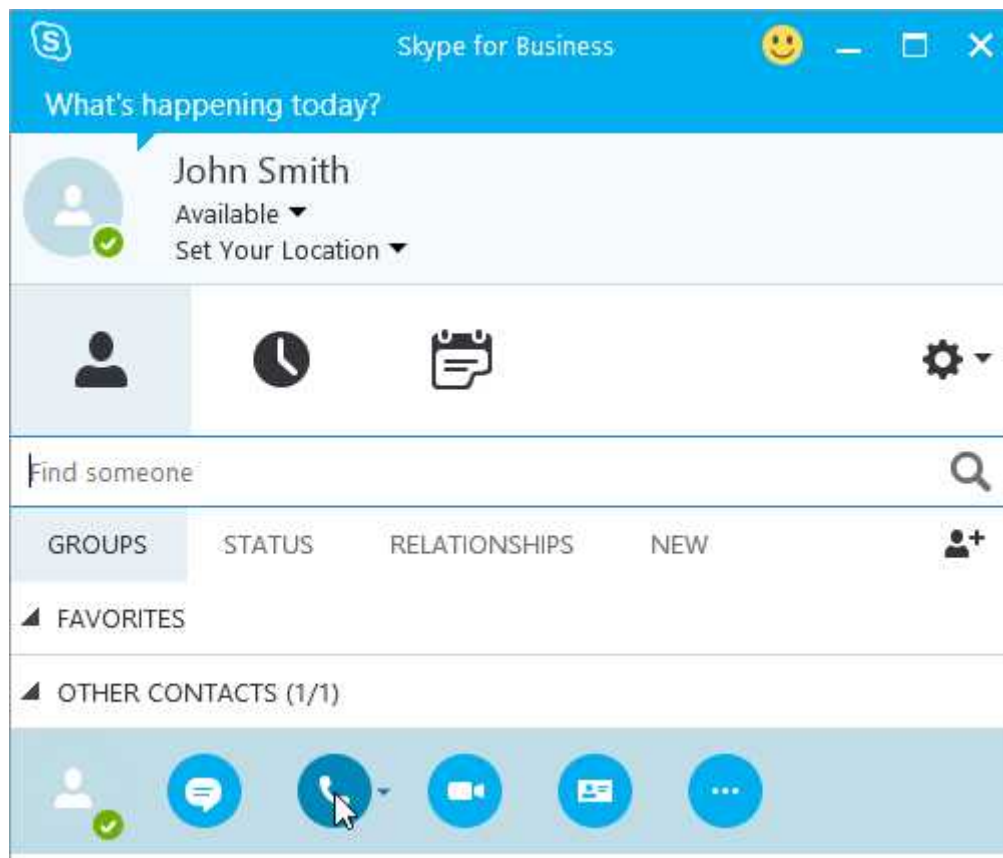 Skype for Business
What's happening today?
John Smith
Available
Set Your Location
Find someone
GROUPS STATUS RELATIONSHIPS NEW
FAVORITES
OTHER CONTACTS (1/1)